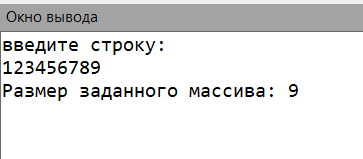 Окно вывода
введите строку:
123456789
Размер заданного массива: 9